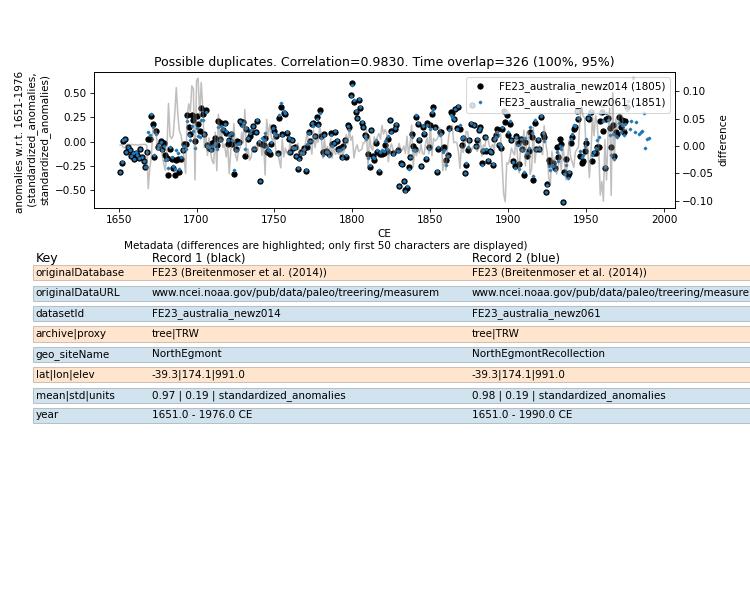 Possible duplicates. Correlation=0.9830. Time overlap=326 (100%, 95%)
anomalies w.r.t. 1651-1976
(standardized_anomalies,
standardized_anomalies)
0.50
0.25
0.00
−0.25
−0.50
FE23_australia_newz014 (1805)
FE23_australia_newz061 (1851)
0.10
0.05
0.00
−0.05
−0.10
difference
1650 1700 1750 1800 1850 1900 1950 2000
CE
Metadata (differences are highlighted; only first 50 characters are displayed)
Key Record 1 (black) Record 2 (blue)
originalDatabase FE23 (Breitenmoser et al. (2014)) FE23 (Breitenmoser et al. (2014))
originalDataURL www.ncei.noaa.gov/pub/data/paleo/treering/measurem www.ncei.noaa.gov/pub/data/paleo/treering/measure
datasetId FE23_australia_newz014 FE23_australia_newz061
archive|proxy tree|TRW tree|TRW
geo_siteName NorthEgmont NorthEgmontRecollection
lat|lon|elev -39.3|174.1|991.0 -39.3|174.1|991.0
mean|std|units 0.97 | 0.19 | standardized_anomalies 0.98 | 0.19 | standardized_anomalies
year 1651.0 - 1976.0 CE 1651.0 - 1990.0 CE